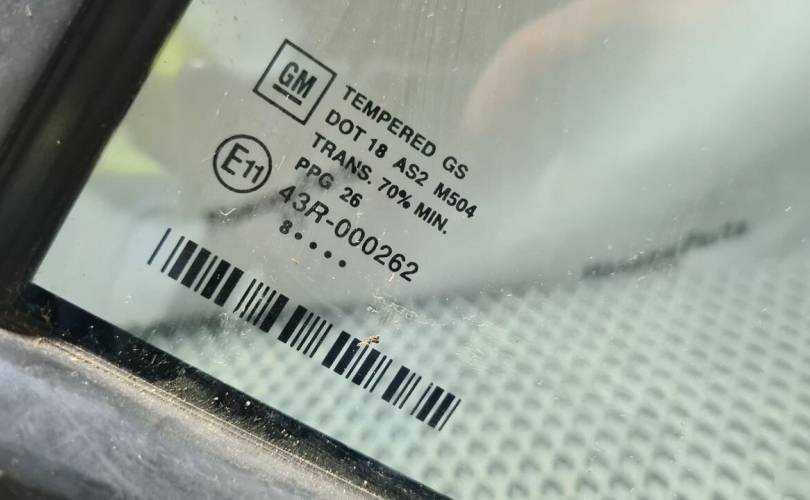 GM
TEMPERED GS
DOT 18 AS2 M504
TRANS. 70% MIN.
PPG 26
E11
43R-000262
8••••